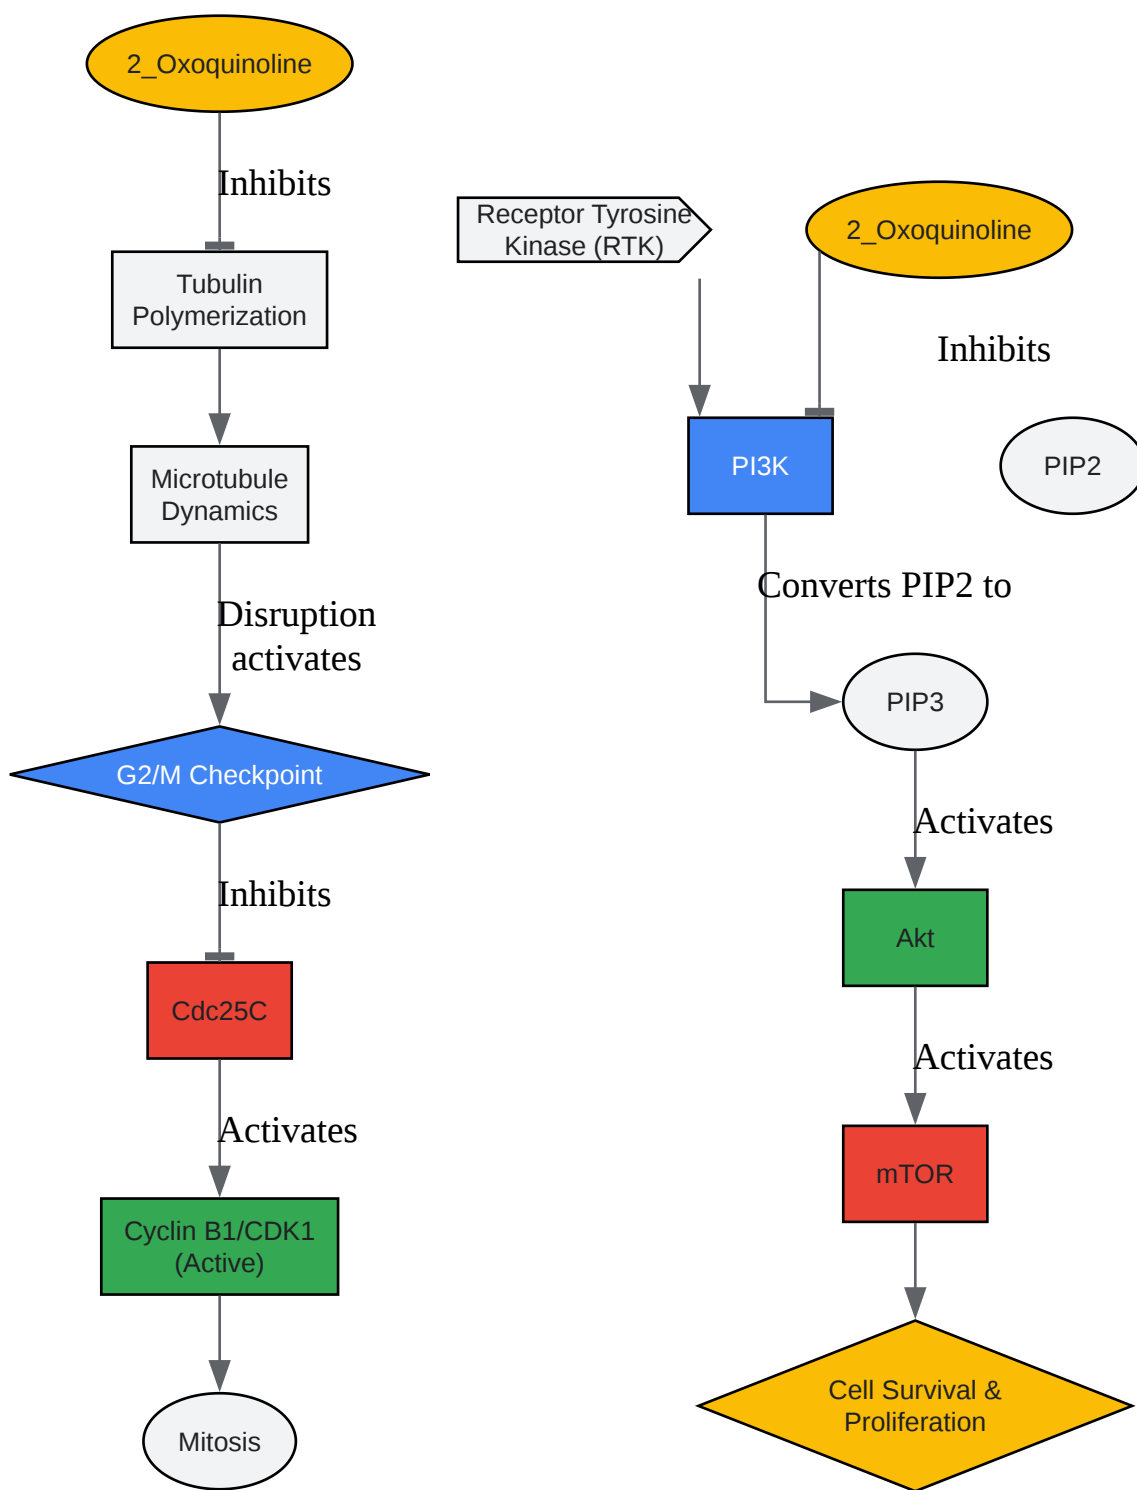 2_Oxoquinoline
Inhibits
Tubulin
Polymerization
Microtubule
Dynamics
Disruption
activates
G2/M Checkpoint
Inhibits
Cdc25C
Activates
Cyclin B1/CDK1
(Active)
Mitosis
Receptor Tyrosine
Kinase (RTK)
2_Oxoquinoline
Inhibits
PI3K
PIP2
Converts PIP2 to
PIP3
Activates
Akt
Activates
mTOR
Cell Survival &
Proliferation